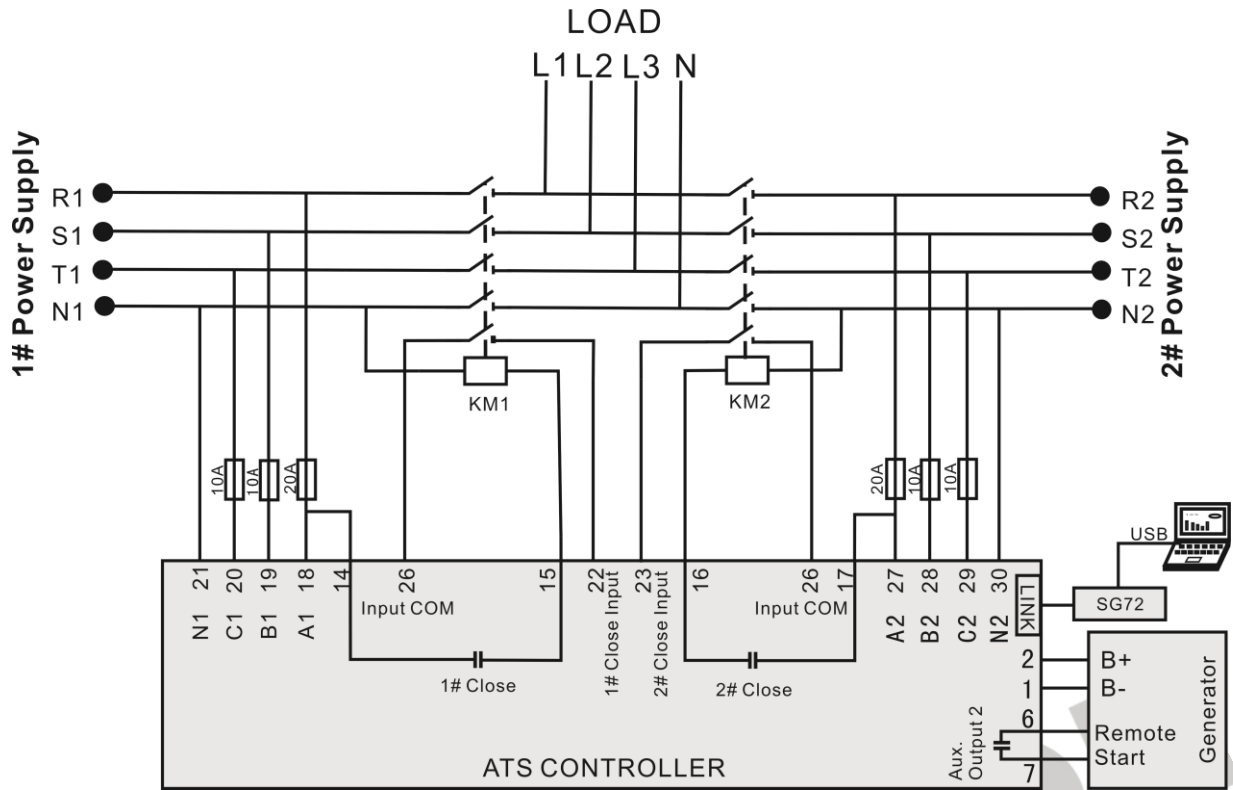 LOAD
L1 L2 L3 N
1# Power Supply
R1
S1
T1
N1
2# Power Supply
R2
S2
T2
N2
KM1
KM2
10A
10A
20A
20A
10A
10A
USB
SG72
LINK
21
20
19
18
14
26
15
22
23
16
26
17
27
28
29
30
N1
C1
B1
A1
Input COM
1# Close Input
2# Close Input
Input COM
A2
B2
C2
N2
1# Close
2# Close
2
1
6
7
B+
B-
Remote
Start
Generator
Aux.
Output 2
ATS CONTROLLER